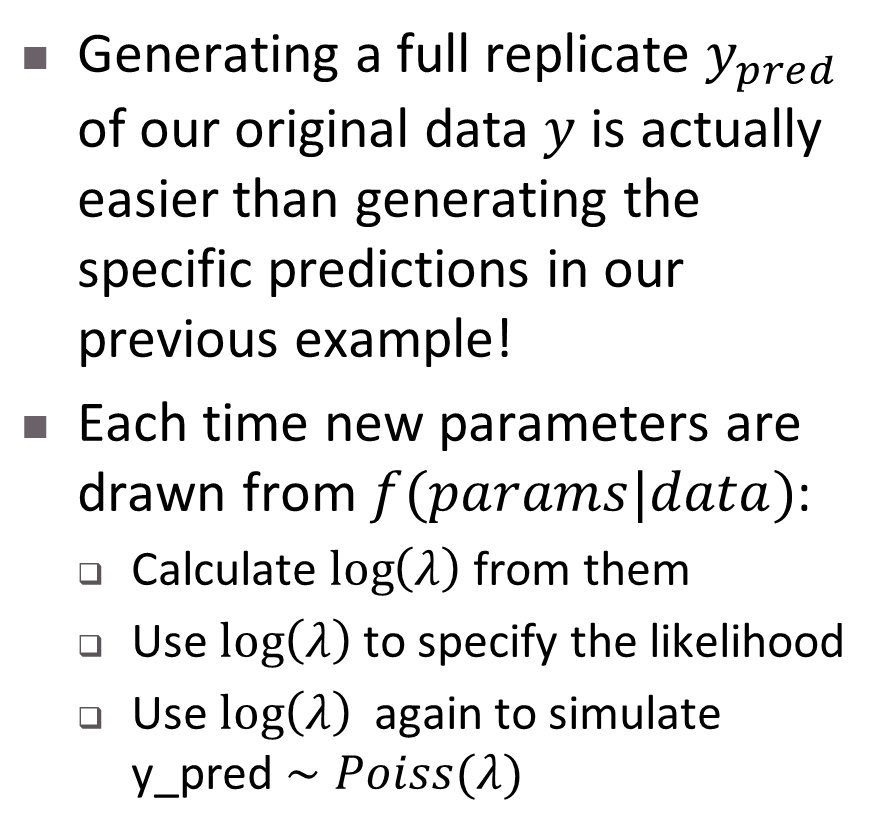 Generating a full replicate y_pred
of our original data y is actually
easier than generating the
specific predictions in our
previous example!
Each time new parameters are
drawn from f(params|data):
Calculate log(λ) from them
Use log(λ) to specify the likelihood
Use log(λ) again to simulate
y_pred ~ Poiss(λ)